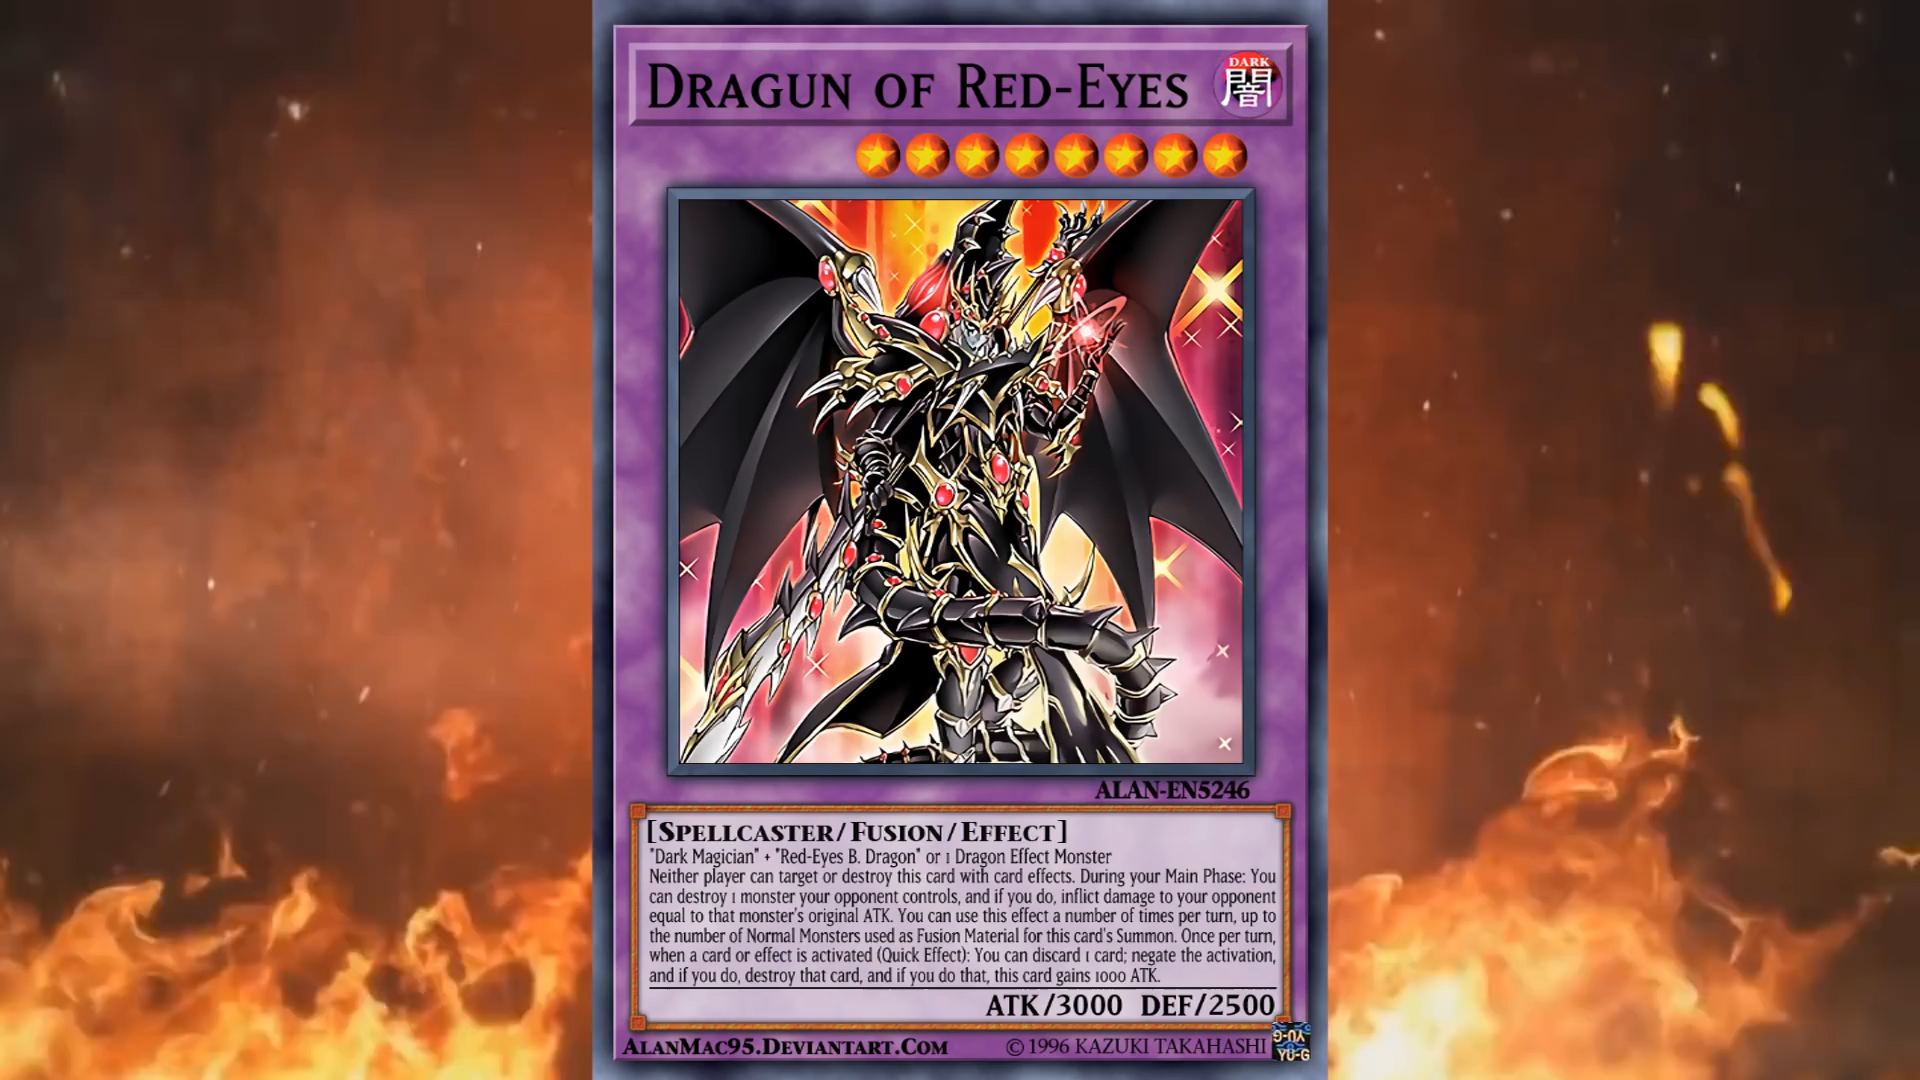 DRAGUN OF RED-EYES
DARK
闇
ALAN-EN5246
[SPELLCASTER/FUSION/EFFECT]
"Dark Magician" + "Red-Eyes B. Dragon" or 1 Dragon Effect Monster
Neither player can target or destroy this card with card effects. During your Main Phase: You
can destroy 1 monster your opponent controls, and if you do, inflict damage to your opponent
equal to that monster's original ATK. You can use this effect a number of times per turn, up to
the number of Normal Monsters used as Fusion Material for this card's Summon. Once per turn,
when a card or effect is activated (Quick Effect): You can discard 1 card; negate the activation,
and if you do, destroy that card, and if you do that, this card gains 1000 ATK.
ATK/3000 DEF/2500
ALANMAC95.DEVIANTART.COM
© 1996 KAZUKI TAKAHASHI